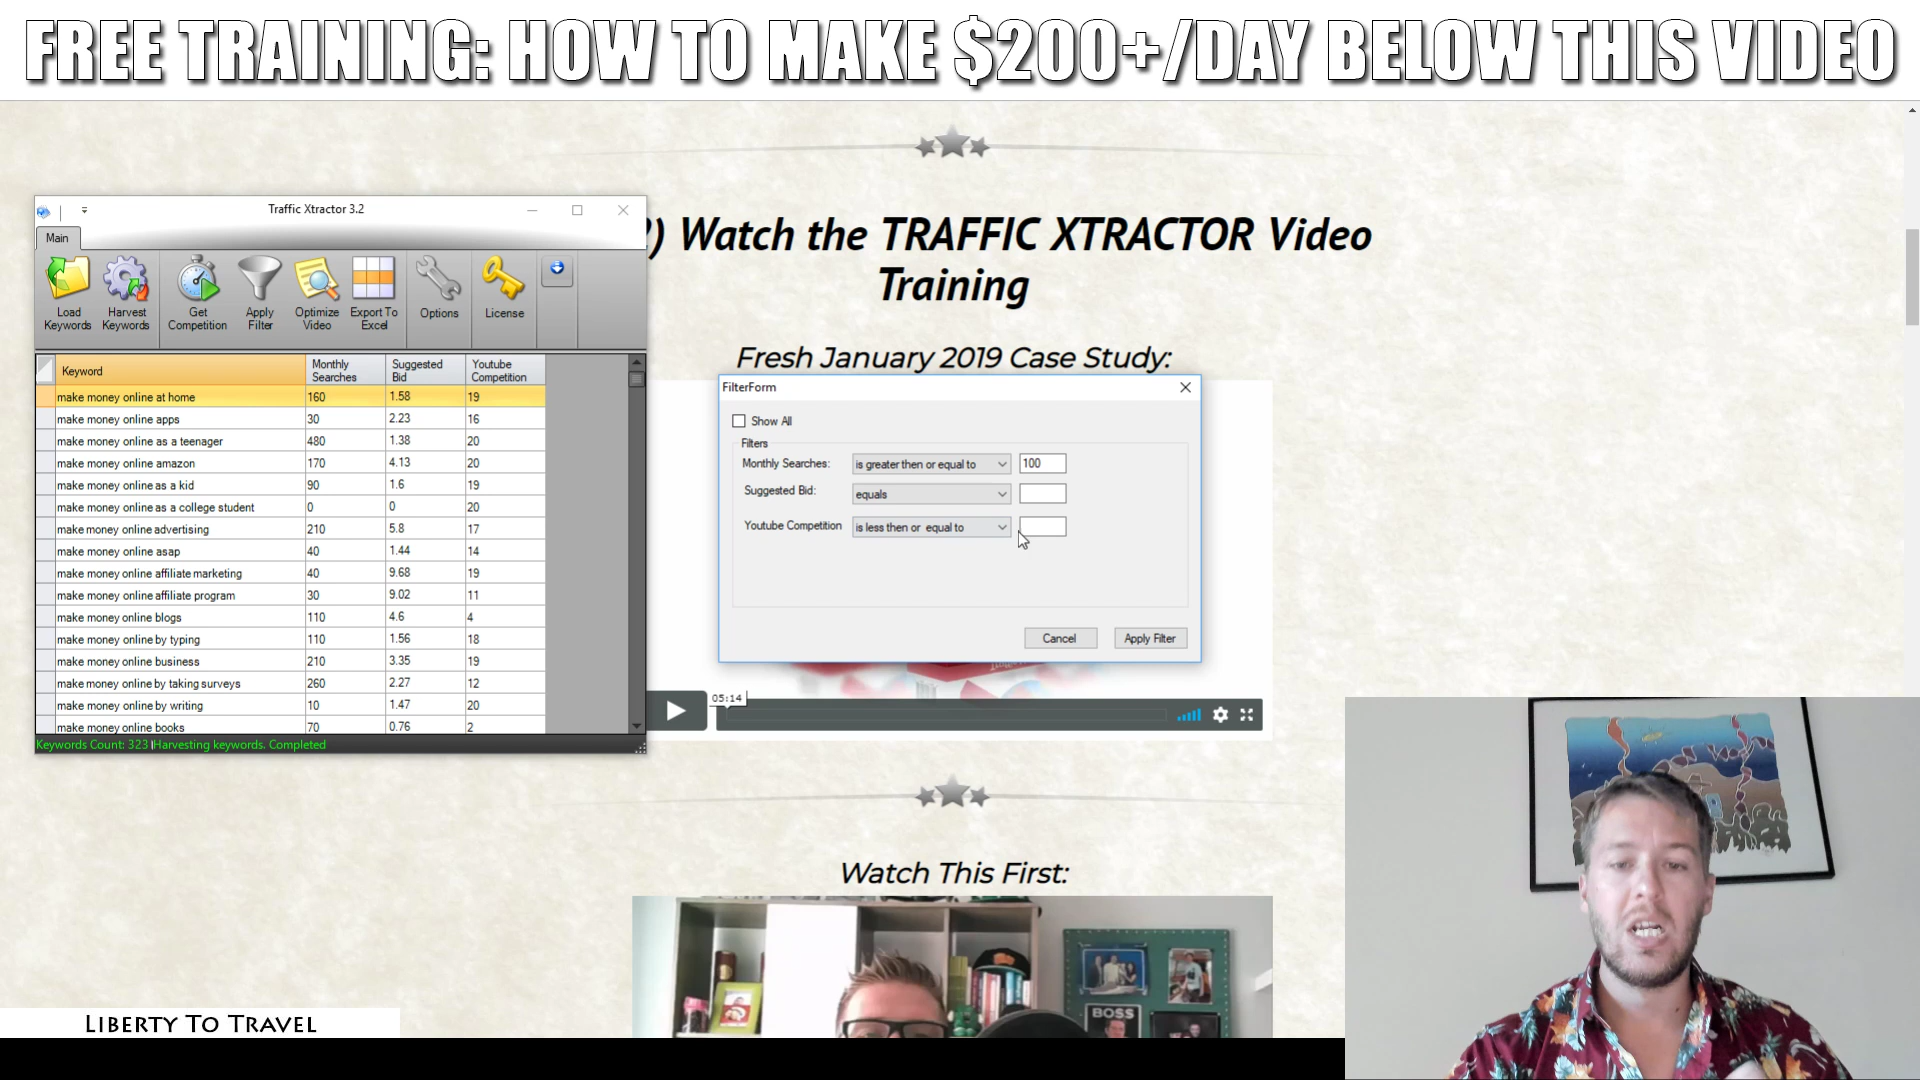 FREE TRAINING: HOW TO MAKE $200+/DAY BELOW THIS VIDEO
Traffic Xtractor 3.2
Main
Load Keywords
Harvest Keywords
Get Competition
Apply Filter
Optimize Video
Export To Excel
Options
License
Keyword Monthly Searches Suggested Bid Youtube Competition
make money online at home 160 1.58 19
make money online apps 30 2.23 16
make money online as a teenager 480 1.38 20
make money online amazon 170 4.13 20
make money online as a kid 90 1.6 19
make money online as a college student 0 0 20
make money online advertising 210 5.8 17
make money online asap 40 1.44 14
make money online affiliate marketing 40 9.68 19
make money online affiliate program 30 9.02 11
make money online blogs 110 4.6 4
make money online by typing 110 1.56 18
make money online business 210 3.35 19
make money online by taking surveys 260 2.27 12
make money online by writing 10 1.47 20
make money online books 70 0.76 2
Keywords Count: 323 Harvesting keywords. Completed
) Watch the TRAFFIC XTRACTOR Video
Training
Fresh January 2019 Case Study:
FilterForm
Show All
Filters
Monthly Searches: is greater then or equal to 100
Suggested Bid: equals
Youtube Competition is less then or equal to
Cancel Apply Filter
05:14
Watch This First:
BOSS
LIBERTY TO TRAVEL